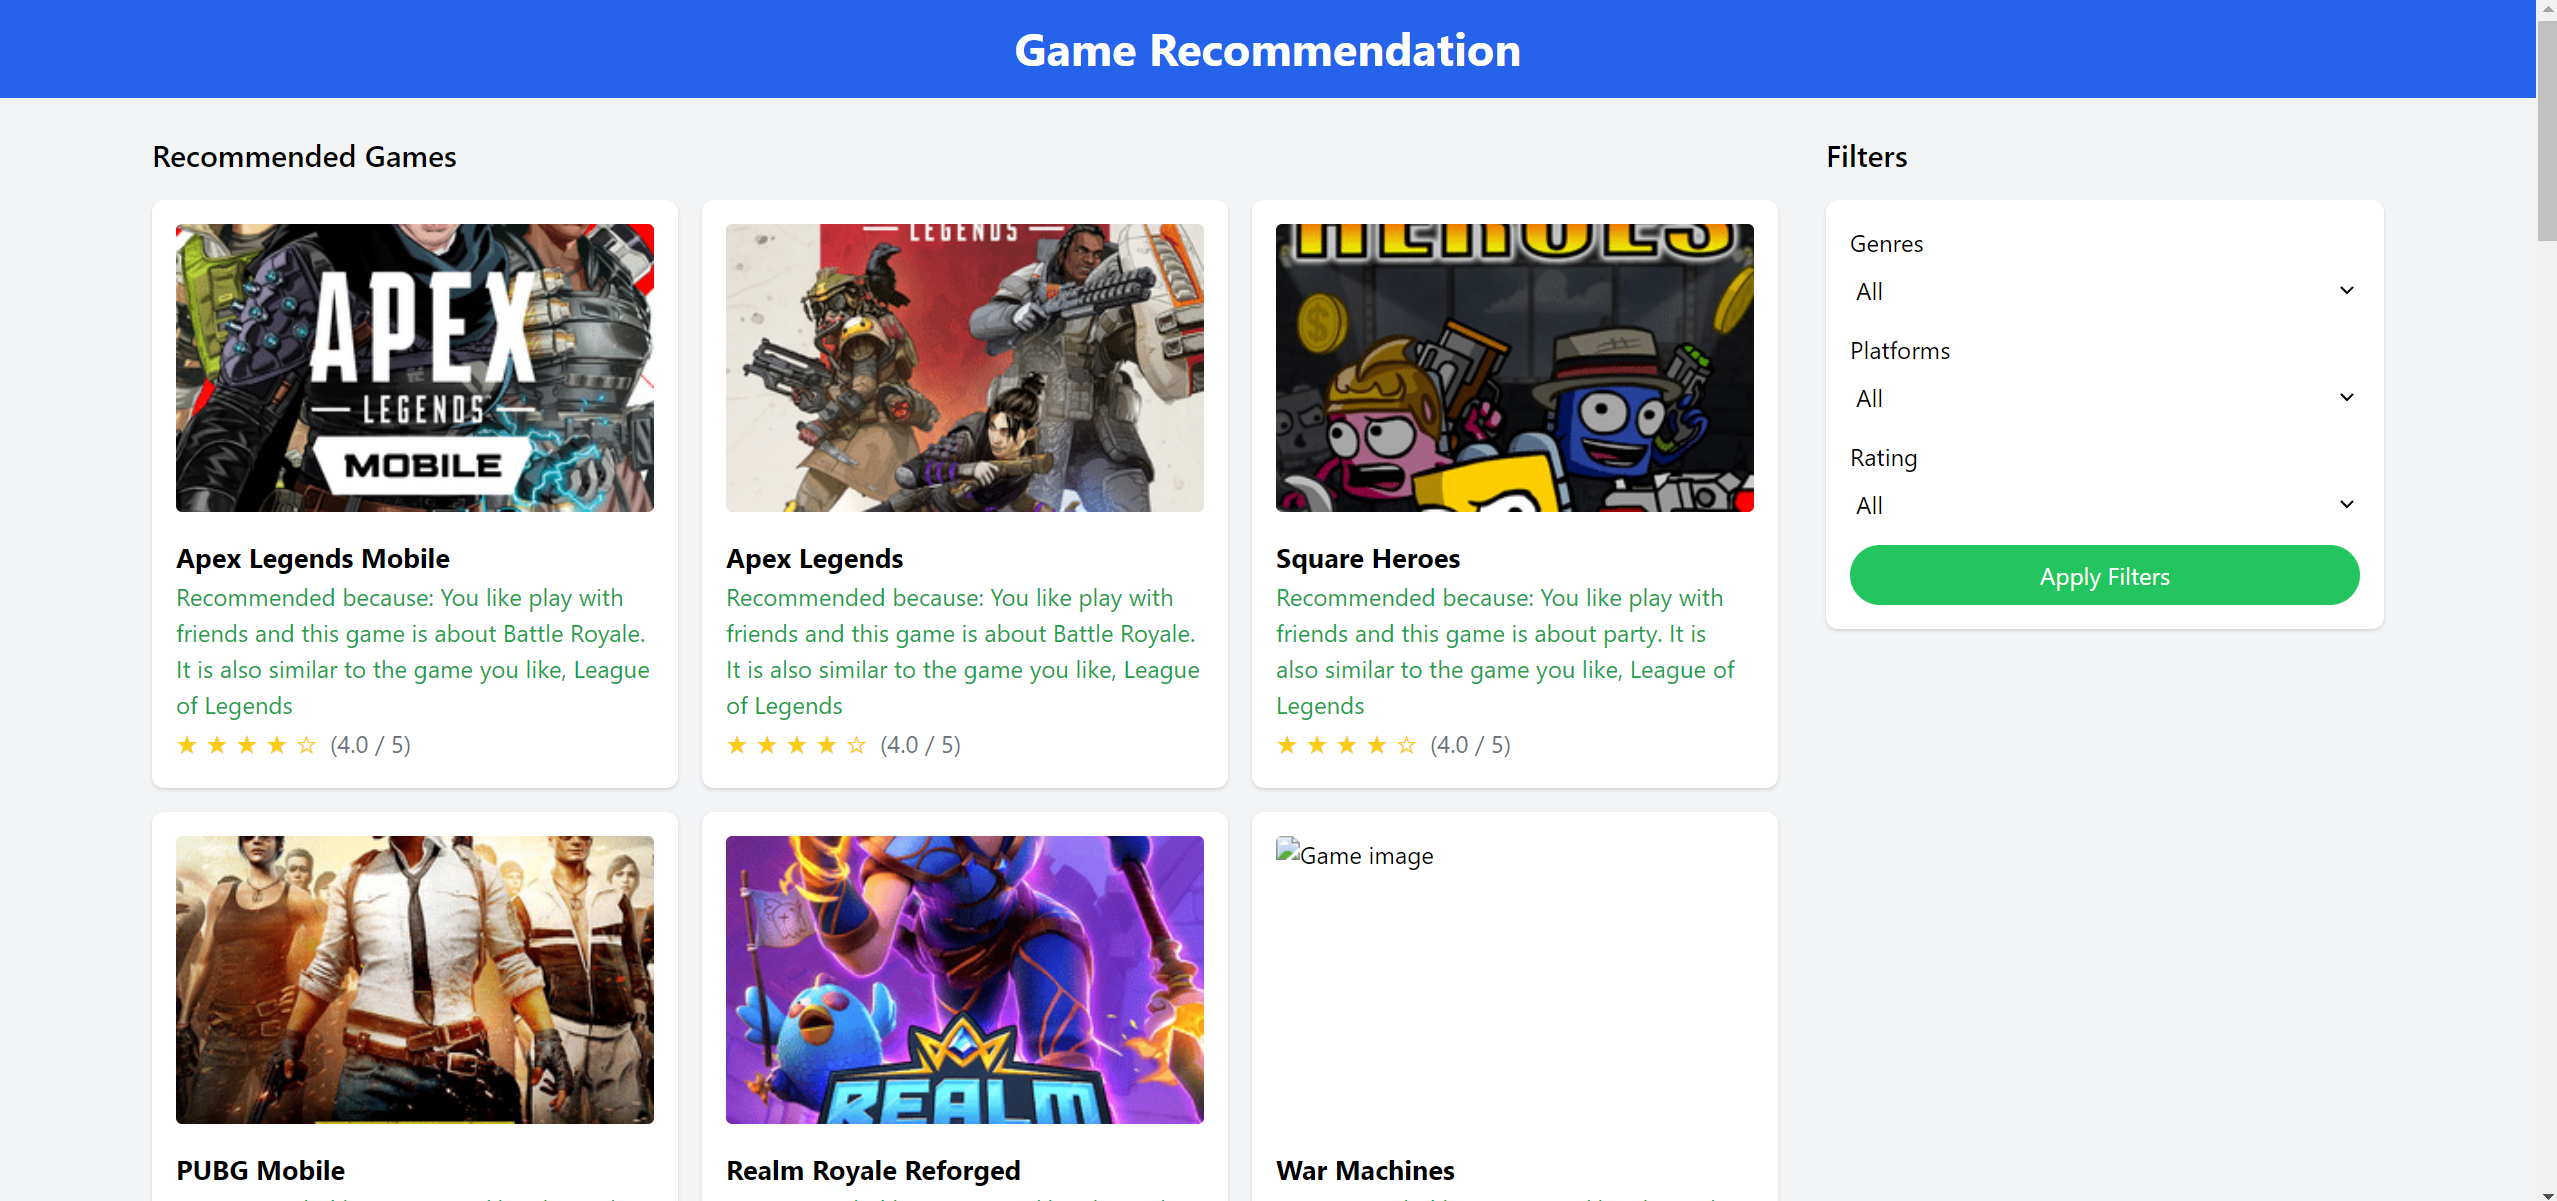 Game Recommendation
Recommended Games
APEX
LEGENDS
MOBILE
Apex Legends Mobile
Recommended because: You like play with
friends and this game is about Battle Royale.
It is also similar to the game you like, League
of Legends
★ ★ ★ ★ ☆ (4.0 / 5)
LEGENDS
Apex Legends
Recommended because: You like play with
friends and this game is about Battle Royale.
It is also similar to the game you like, League
of Legends
★ ★ ★ ★ ☆ (4.0 / 5)
HEROES
Square Heroes
Recommended because: You like play with
friends and this game is about party. It is
also similar to the game you like, League of
Legends
★ ★ ★ ★ ☆ (4.0 / 5)
PUBG Mobile
REALM
Realm Royale Reforged
Game image
War Machines
Filters
Genres
All
Platforms
All
Rating
All
Apply Filters